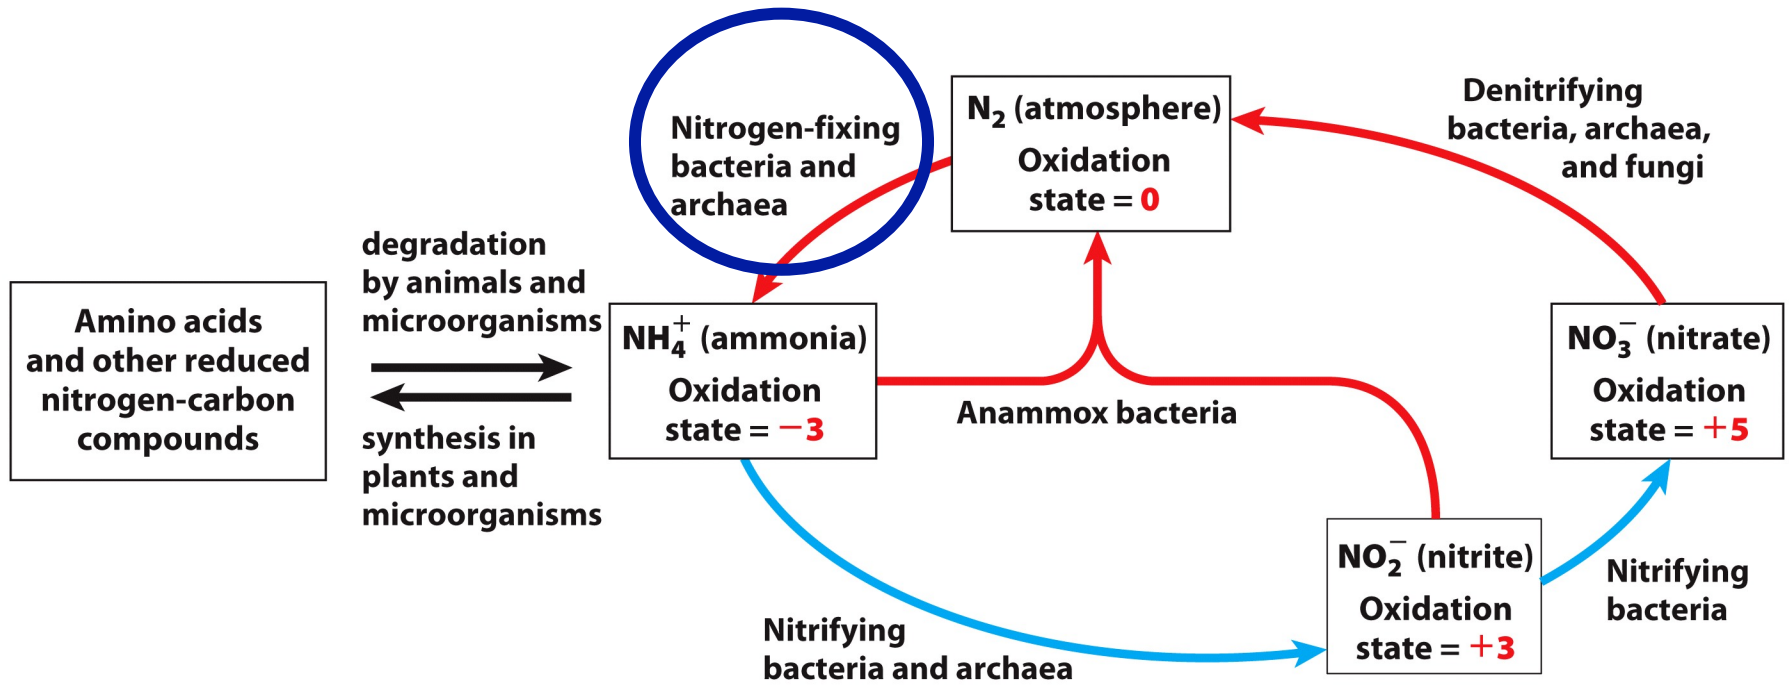 Nitrogen-fixing
bacteria and
archaea
N₂ (atmosphere)
Oxidation
state = 0
Denitrifying
bacteria, archaea,
and fungi
degradation
by animals and
microorganisms
Amino acids
and other reduced
nitrogen-carbon
compounds
synthesis in
plants and
microorganisms
NH₄⁺ (ammonia)
Oxidation
state = −3
Anammox bacteria
NO₃⁻ (nitrate)
Oxidation
state = +5
NO₂⁻ (nitrite)
Oxidation
state = +3
Nitrifying
bacteria
Nitrifying
bacteria and archaea